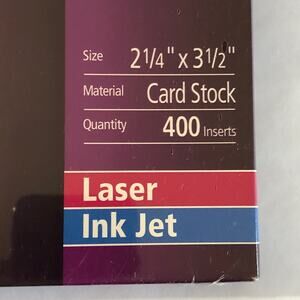 Size 2 1/4" x 3 1/2"
Material Card Stock
Quantity 400 Inserts
Laser
Ink Jet